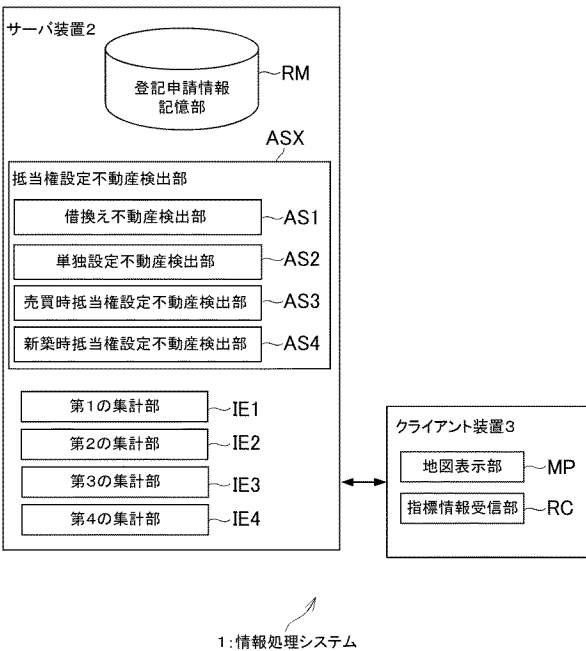 サーバ装置2
登記申請情報
記憶部
RM
ASX
抵当権設定不動産検出部
借換え不動産検出部
AS1
単独設定不動産検出部
AS2
売買時抵当権設定不動産検出部
AS3
新築時抵当権設定不動産検出部
AS4
第1の集計部
IE1
第2の集計部
IE2
第3の集計部
IE3
第4の集計部
IE4
クライアント装置3
地図表示部
MP
指標情報受信部
RC
1:情報処理システム